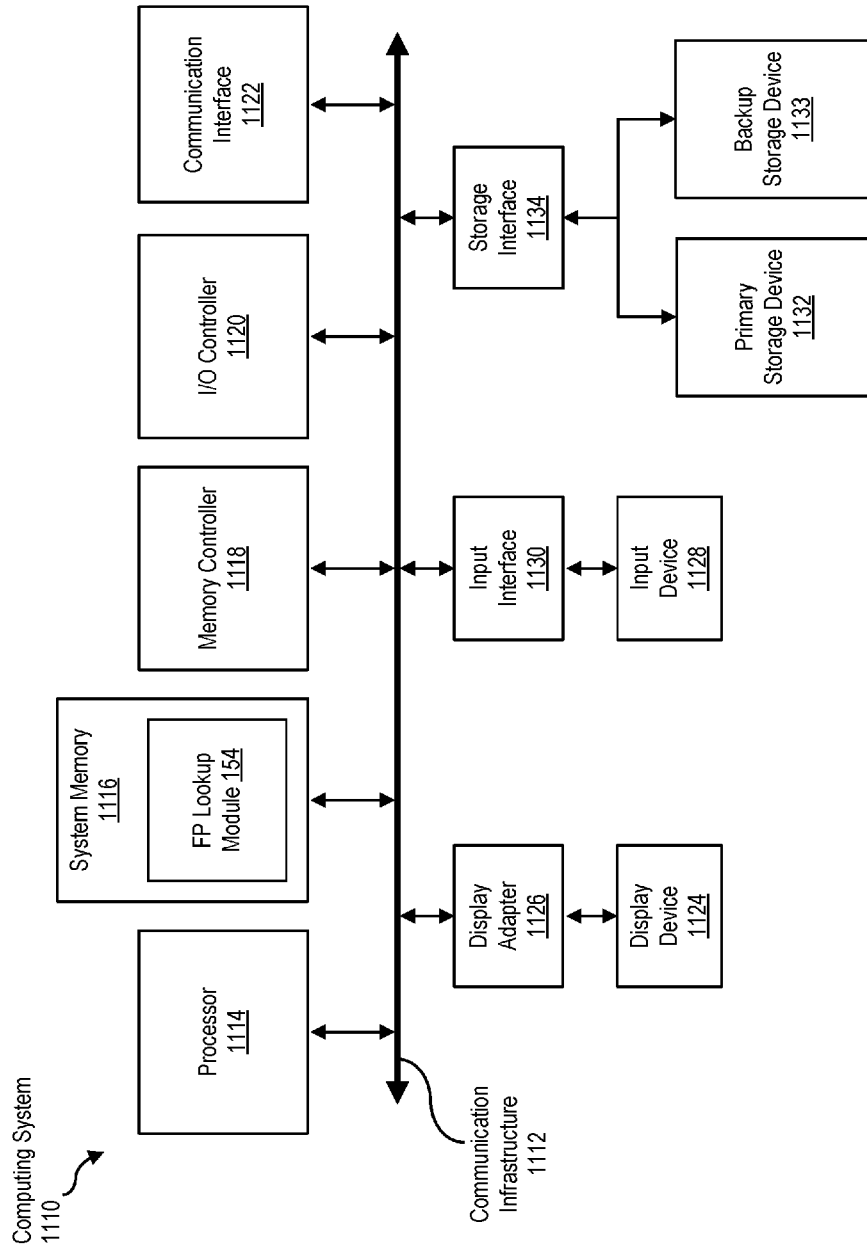 Computing System
1110
Processor
1114
System Memory
1116
FP Lookup
Module 154
Memory Controller
1118
I/O Controller
1120
Communication
Interface
1122
Communication
Infrastructure
1112
Display
Adapter
1126
Input
Interface
1130
Storage
Interface
1134
Display
Device
1124
Input
Device
1128
Primary
Storage Device
1132
Backup
Storage Device
1133